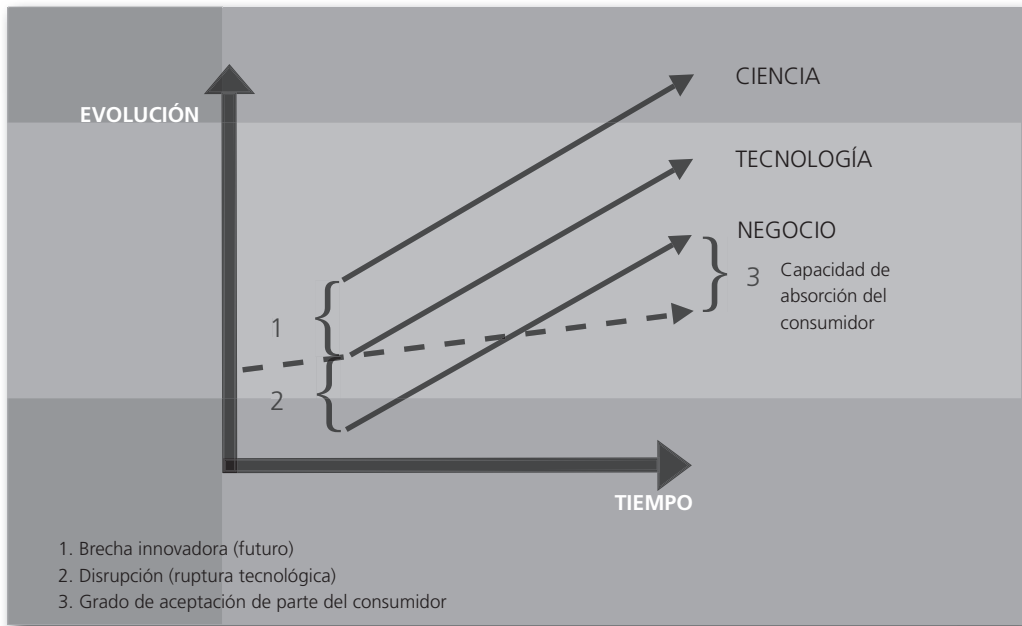 CIENCIA
EVOLUCIÓN
TECNOLOGÍA
NEGOCIO
3 Capacidad de
absorción del
consumidor
1
2
TIEMPO
1. Brecha innovadora (futuro)
2. Disrupción (ruptura tecnológica)
3. Grado de aceptación de parte del consumidor